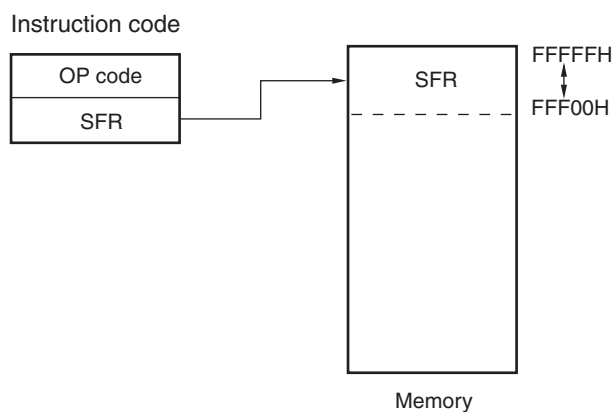 Instruction code
OP code
SFR
SFR
FFFFFH
FFF00H
Memory